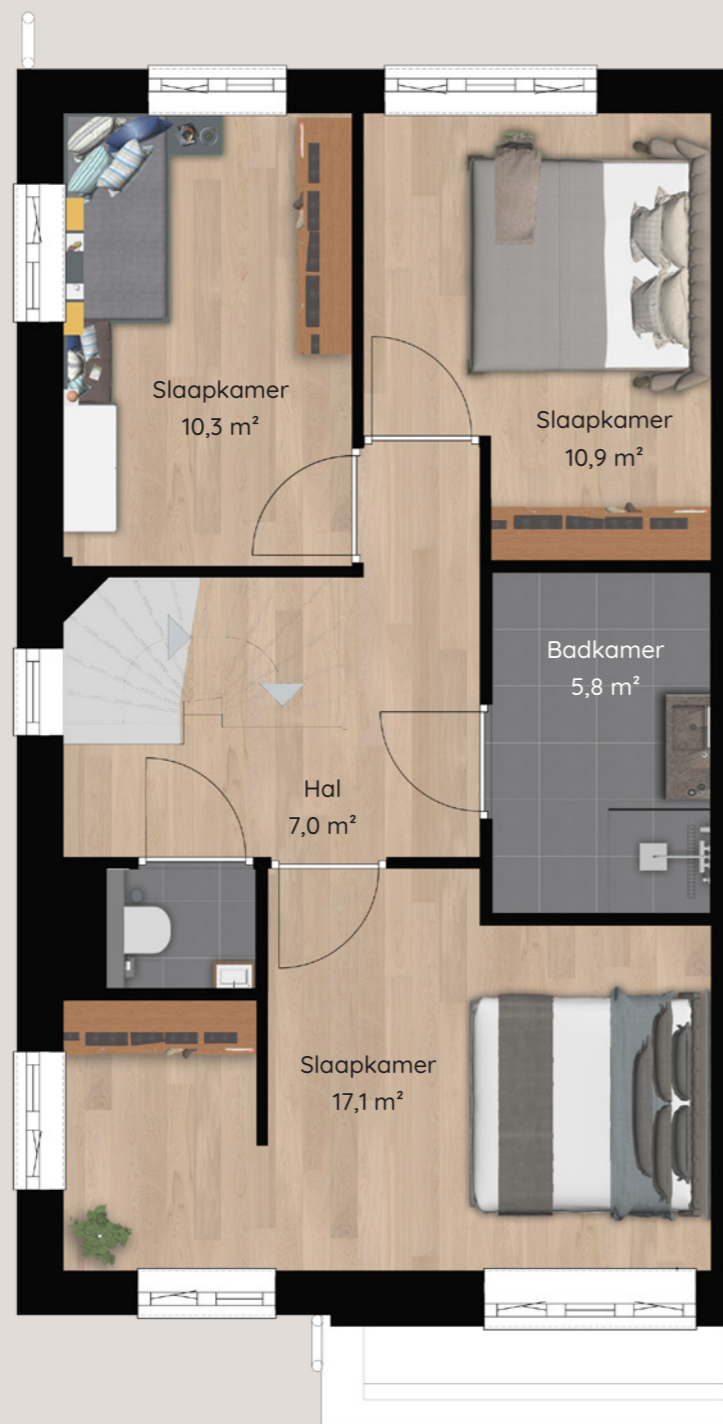 Slaapkamer
10,3 m²
Slaapkamer
10,9 m²
Badkamer
5,8 m²
Hal
7,0 m²
Slaapkamer
17,1 m²